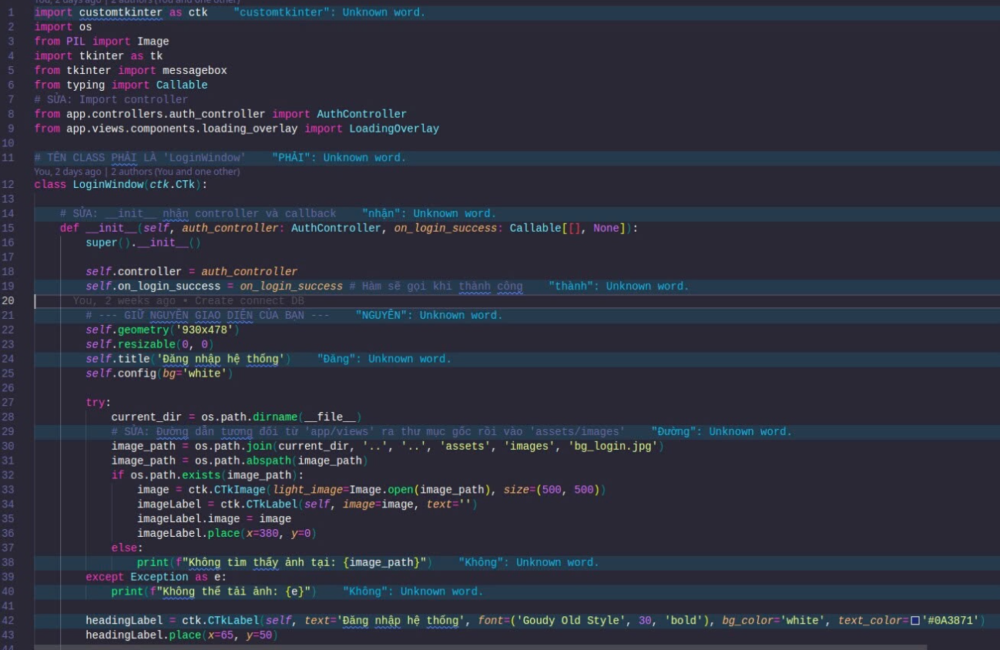 You, 2 days ago | 2 authors (You and one other)
1 import customtkinter as ctk "customtkinter": Unknown word.
2 import os
3 from PIL import Image
4 import tkinter as tk
5 from tkinter import messagebox
6 from typing import Callable
7 # SỬA: Import controller
8 from app.controllers.auth_controller import AuthController
9 from app.views.components.loading_overlay import LoadingOverlay
10
11 # TÊN CLASS PHẢI LÀ 'LoginWindow' "PHẢI": Unknown word.
You, 2 days ago | 2 authors (You and one other)
12 class LoginWindow(ctk.CTk):
13
14 # SỬA: __init__ nhận controller và callback "nhận": Unknown word.
15 def __init__(self, auth_controller: AuthController, on_login_success: Callable[[], None]):
16 super().__init__()
17
18 self.controller = auth_controller
19 self.on_login_success = on_login_success # Hàm sẽ gọi khi thành công "thành": Unknown word.
20 You, 2 weeks ago • Create connect DB
21 # --- GIỮ NGUYÊN GIAO DIỆN CỦA BẠN --- "NGUYÊN": Unknown word.
22 self.geometry('930x478')
23 self.resizable(0, 0)
24 self.title('Đăng nhập hệ thống') "Đăng": Unknown word.
25 self.config(bg='white')
26
27 try:
28 current_dir = os.path.dirname(__file__)
29 # SỬA: Đường dẫn tương đối từ 'app/views' ra thư mục gốc rồi vào 'assets/images' "Đường": Unknown word.
30 image_path = os.path.join(current_dir, '..', '..', 'assets', 'images', 'bg_login.jpg')
31 image_path = os.path.abspath(image_path)
32 if os.path.exists(image_path):
33 image = ctk.CTkImage(light_image=Image.open(image_path), size=(500, 500))
34 imageLabel = ctk.CTkLabel(self, image=image, text='')
35 imageLabel.image = image
36 imageLabel.place(x=380, y=0)
37 else:
38 print(f"Không tìm thấy ảnh tại: {image_path}") "Không": Unknown word.
39 except Exception as e:
40 print(f"Không thể tải ảnh: {e}") "Không": Unknown word.
41
42 headingLabel = ctk.CTkLabel(self, text='Đăng nhập hệ thống', font=('Goudy Old Style', 30, 'bold'), bg_color='white', text_color='#0A3871')
43 headingLabel.place(x=65, y=50)
44